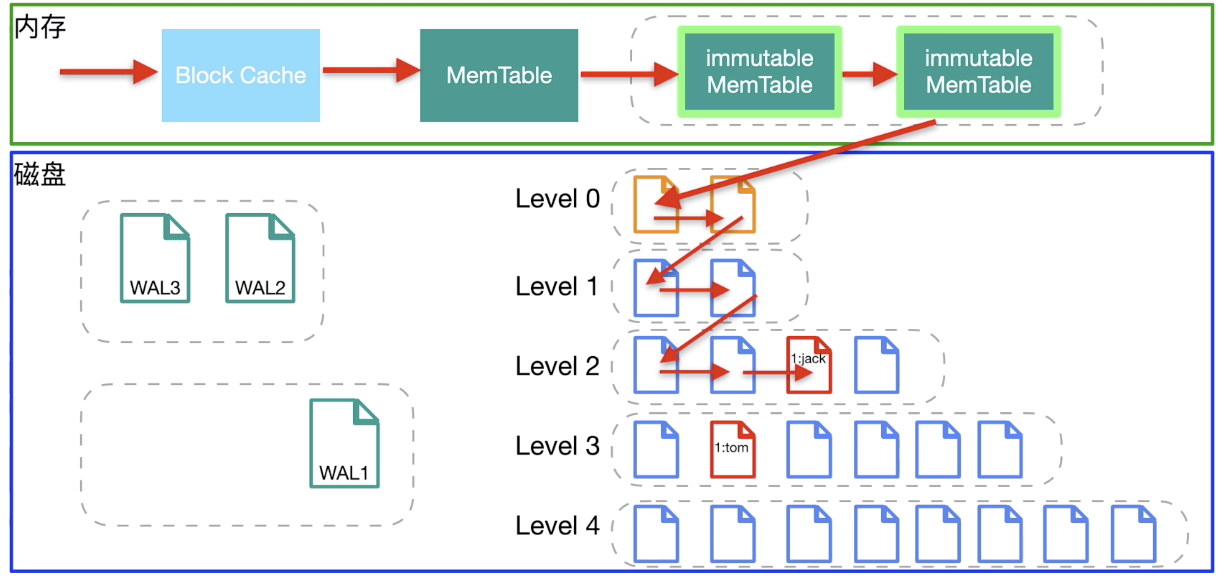 内存
Block Cache
MemTable
immutable
MemTable
immutable
MemTable
磁盘
WAL3
WAL2
WAL1
Level 0
Level 1
Level 2
1:jack
Level 3
1:tom
Level 4